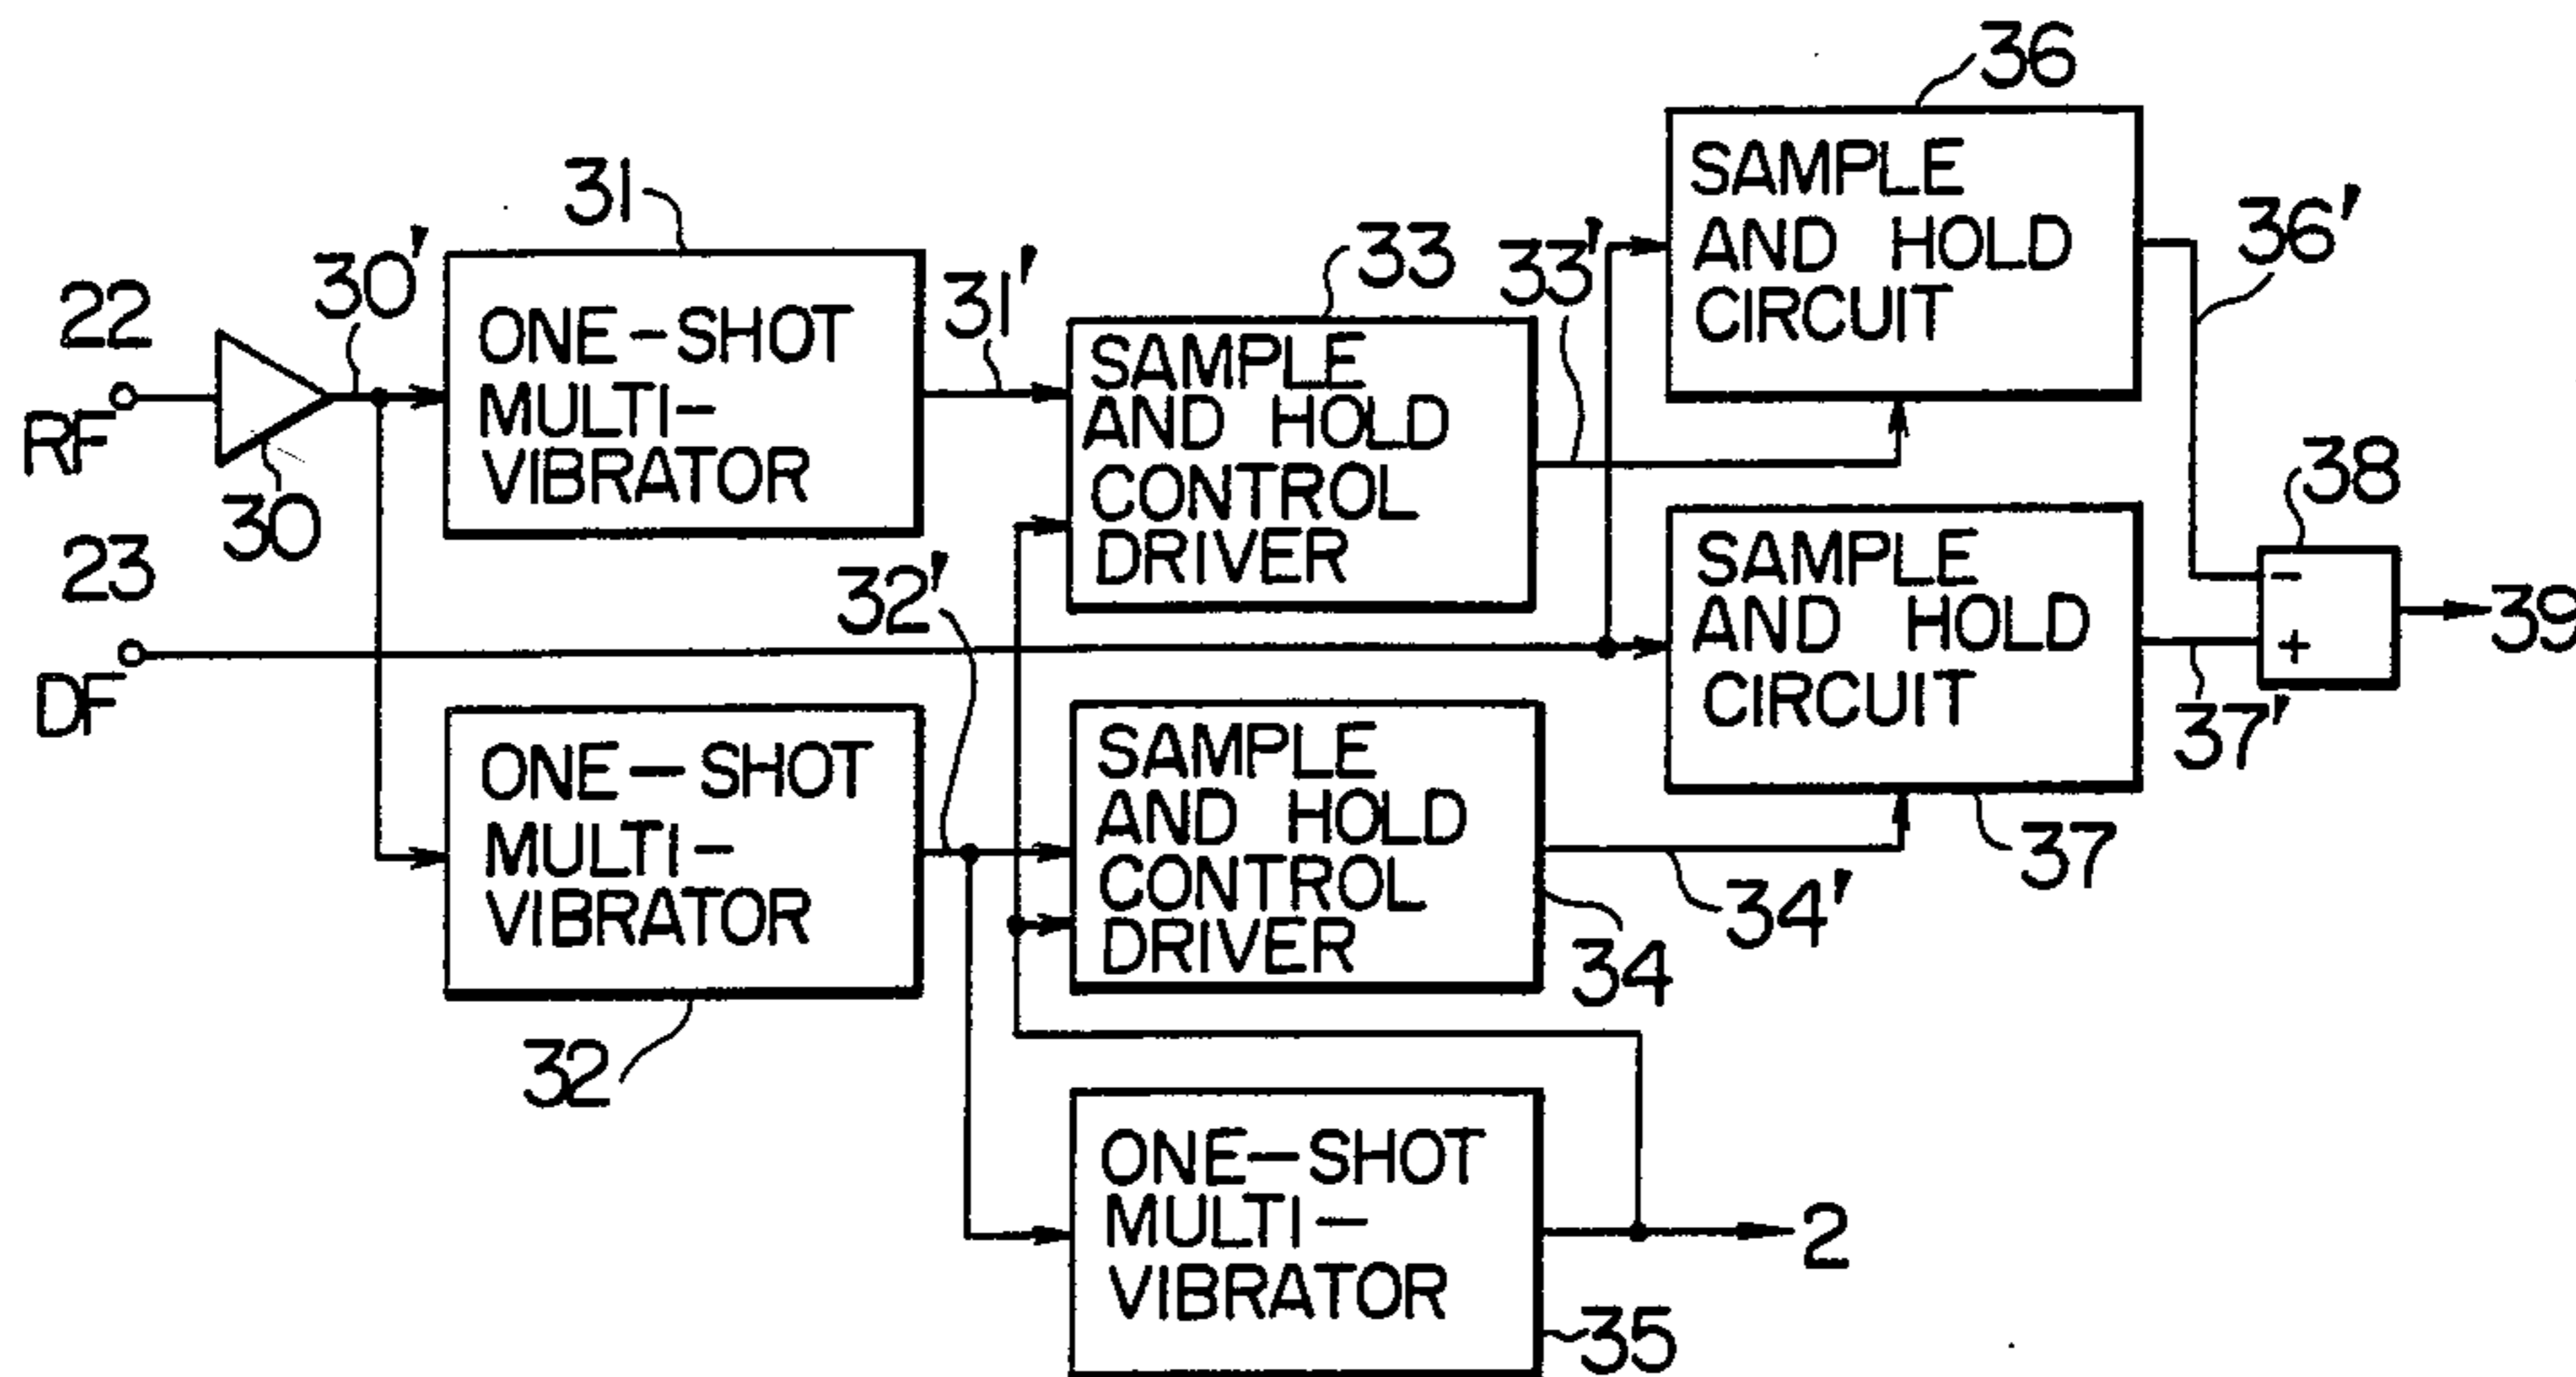 22
RF
30
30'
31
ONE-SHOT
MULTI-
VIBRATOR
31'
23
DF
32'
ONE-SHOT
MULTI-
VIBRATOR
32
33
SAMPLE
AND HOLD
CONTROL
DRIVER
33'
SAMPLE
AND HOLD
CONTROL
DRIVER
34
34'
ONE-SHOT
MULTI-
VIBRATOR
35
2
36
SAMPLE
AND HOLD
CIRCUIT
36'
SAMPLE
AND HOLD
CIRCUIT
37
37'
38
-
+
39